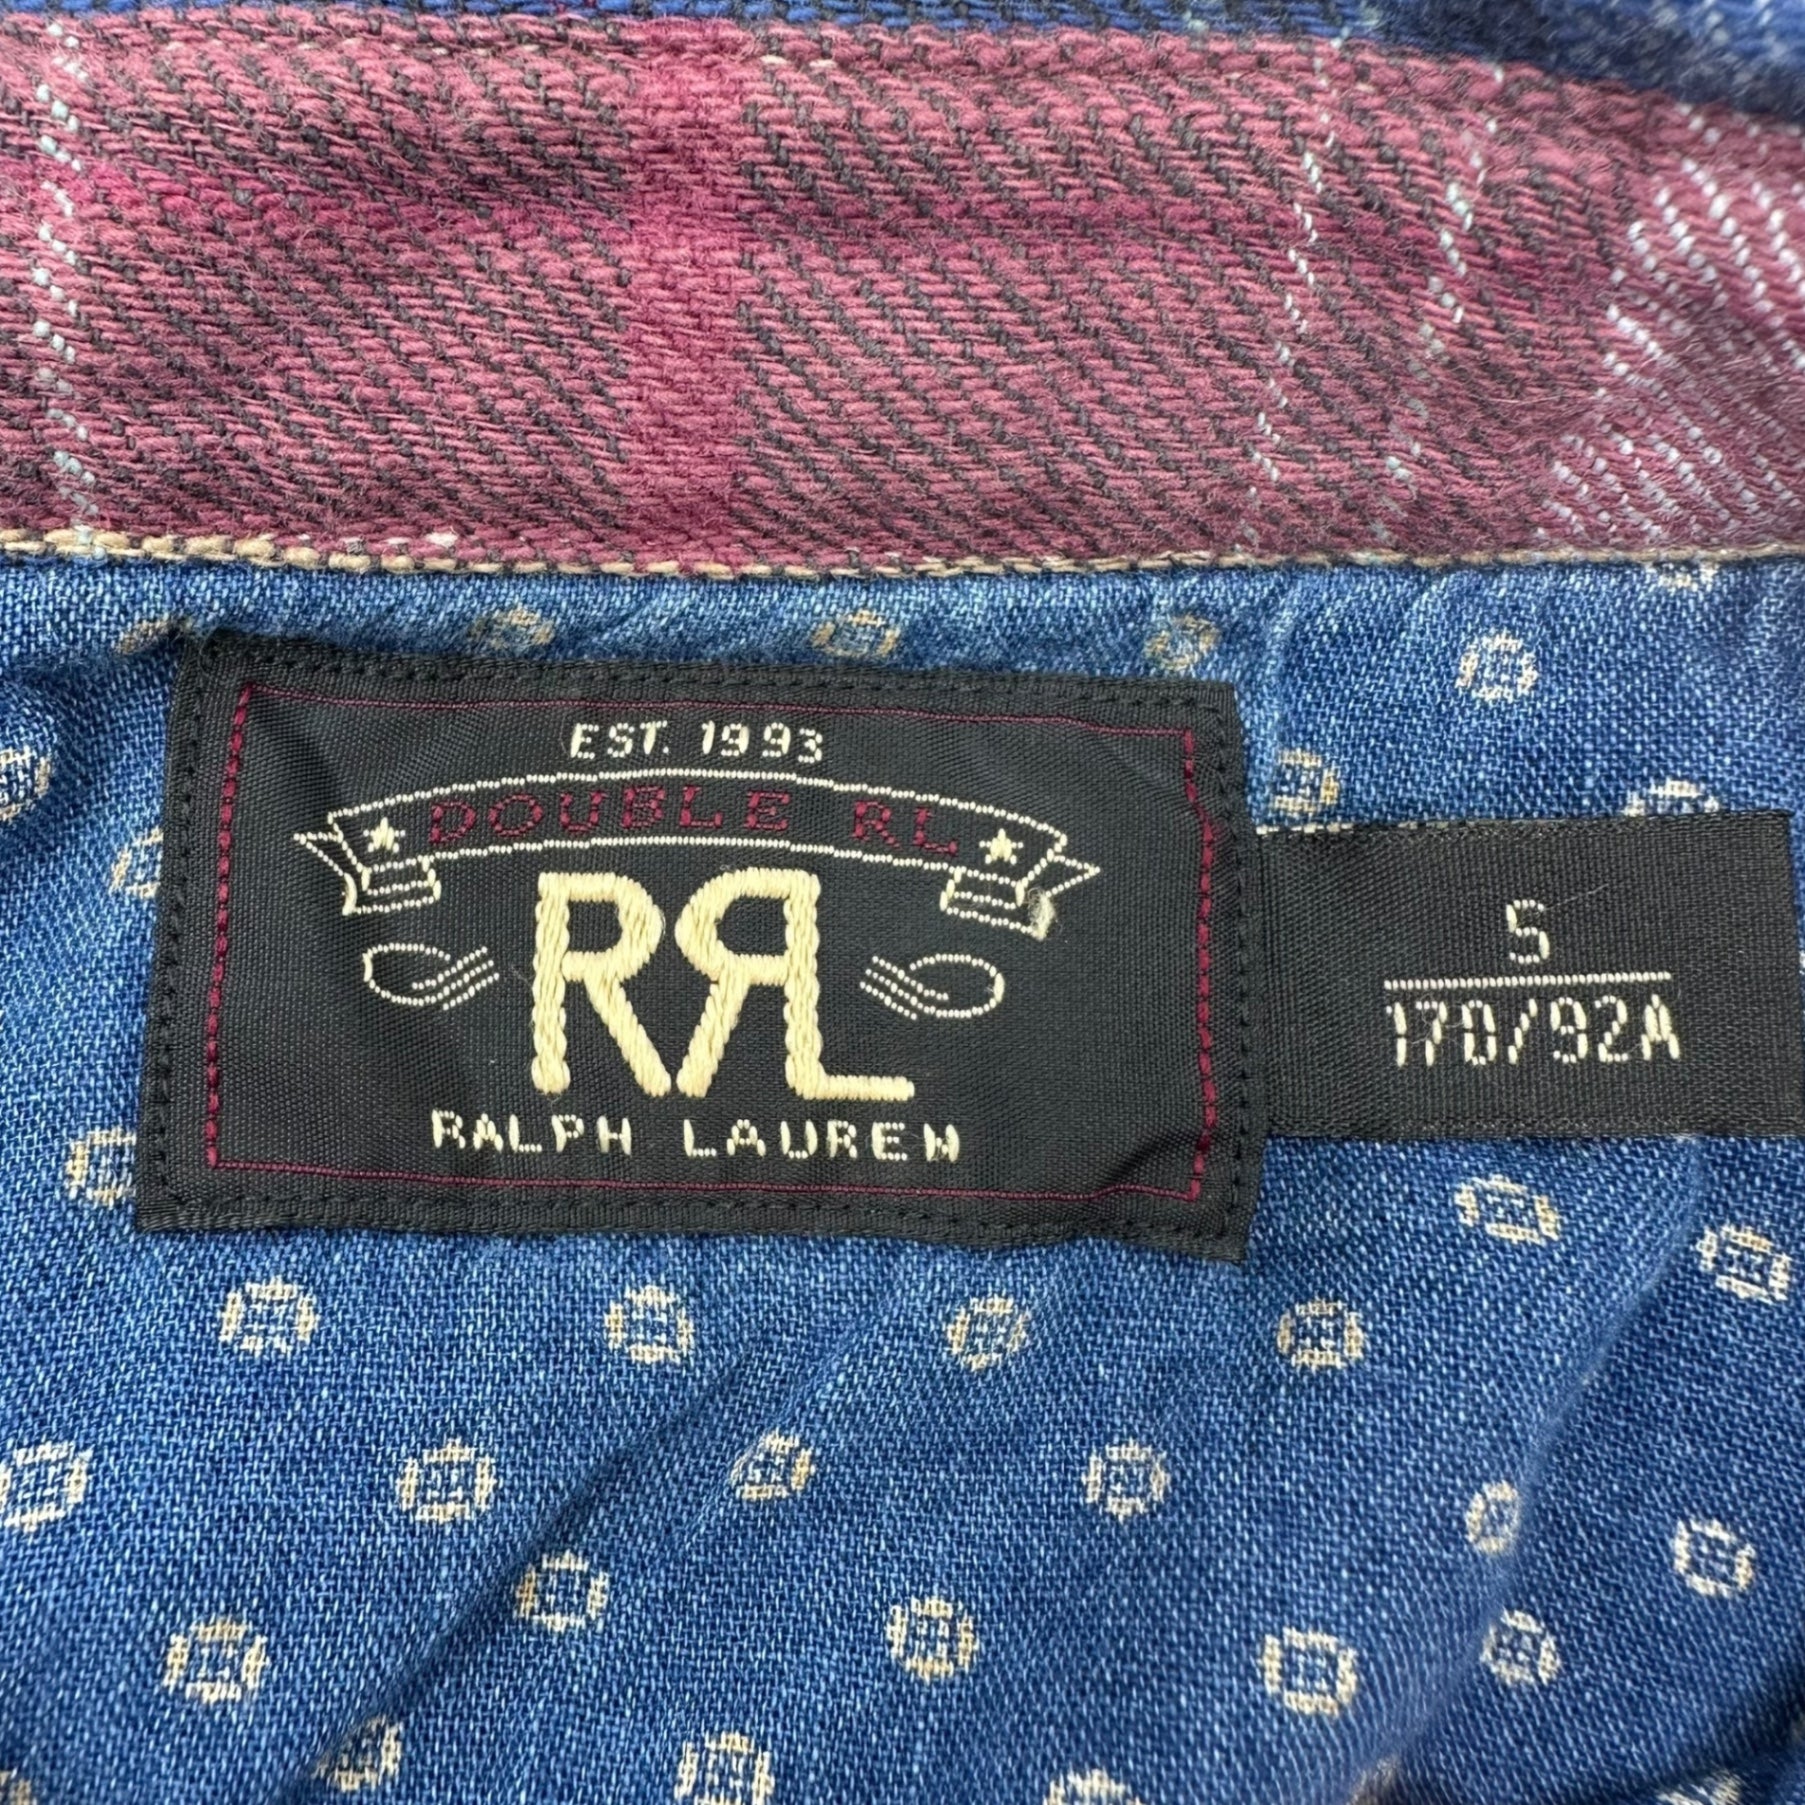 EST. 1993
DOUBLE RL
RRL
RALPH LAUREN
S
170/92A